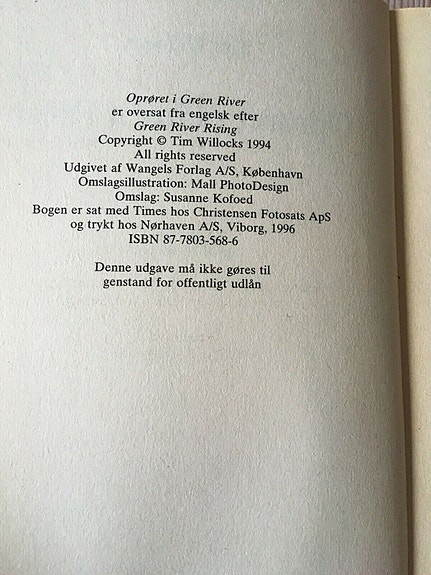 Oprøret i Green River
er oversat fra engelsk efter
Green River Rising
Copyright © Tim Willocks 1994
All rights reserved
Udgivet af Wangels Forlag A/S, København
Omslagsillustration: Mall PhotoDesign
Omslag: Susanne Kofoed
Bogen er sat med Times hos Christensen Fotosats ApS
og trykt hos Nørhaven A/S, Viborg, 1996
ISBN 87-7803-568-6
Denne udgave må ikke gøres til
genstand for offentligt udlån